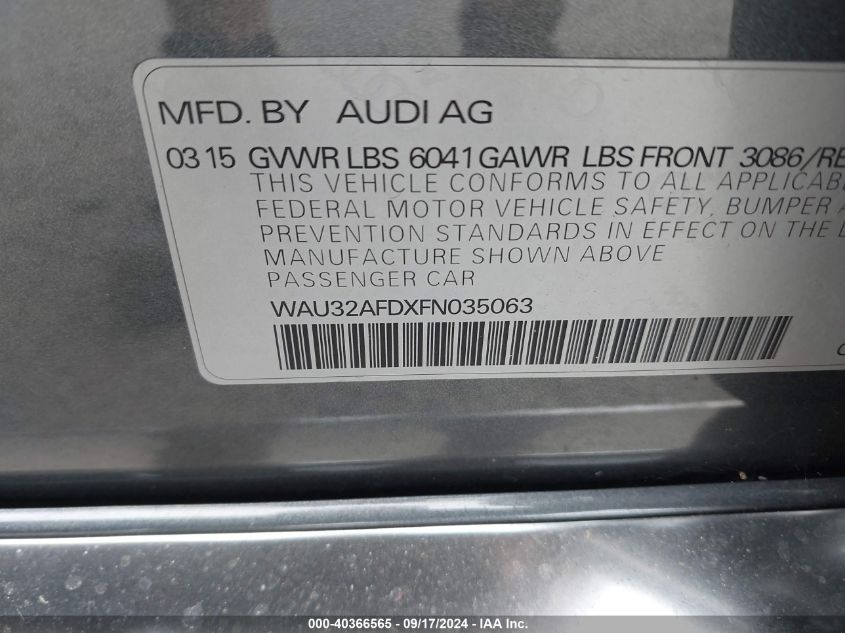 MFD. BY AUDI AG
03 15 GVWR LBS 6041 GAWR LBS FRONT 3086/RE
THIS VEHICLE CONFORMS TO ALL APPLICAB
FEDERAL MOTOR VEHICLE SAFETY, BUMPER A
PREVENTION STANDARDS IN EFFECT ON THE D
MANUFACTURE SHOWN ABOVE
PASSENGER CAR
WAU32AFDXFN035063
000-40366565 - 09/17/2024 - IAA Inc.